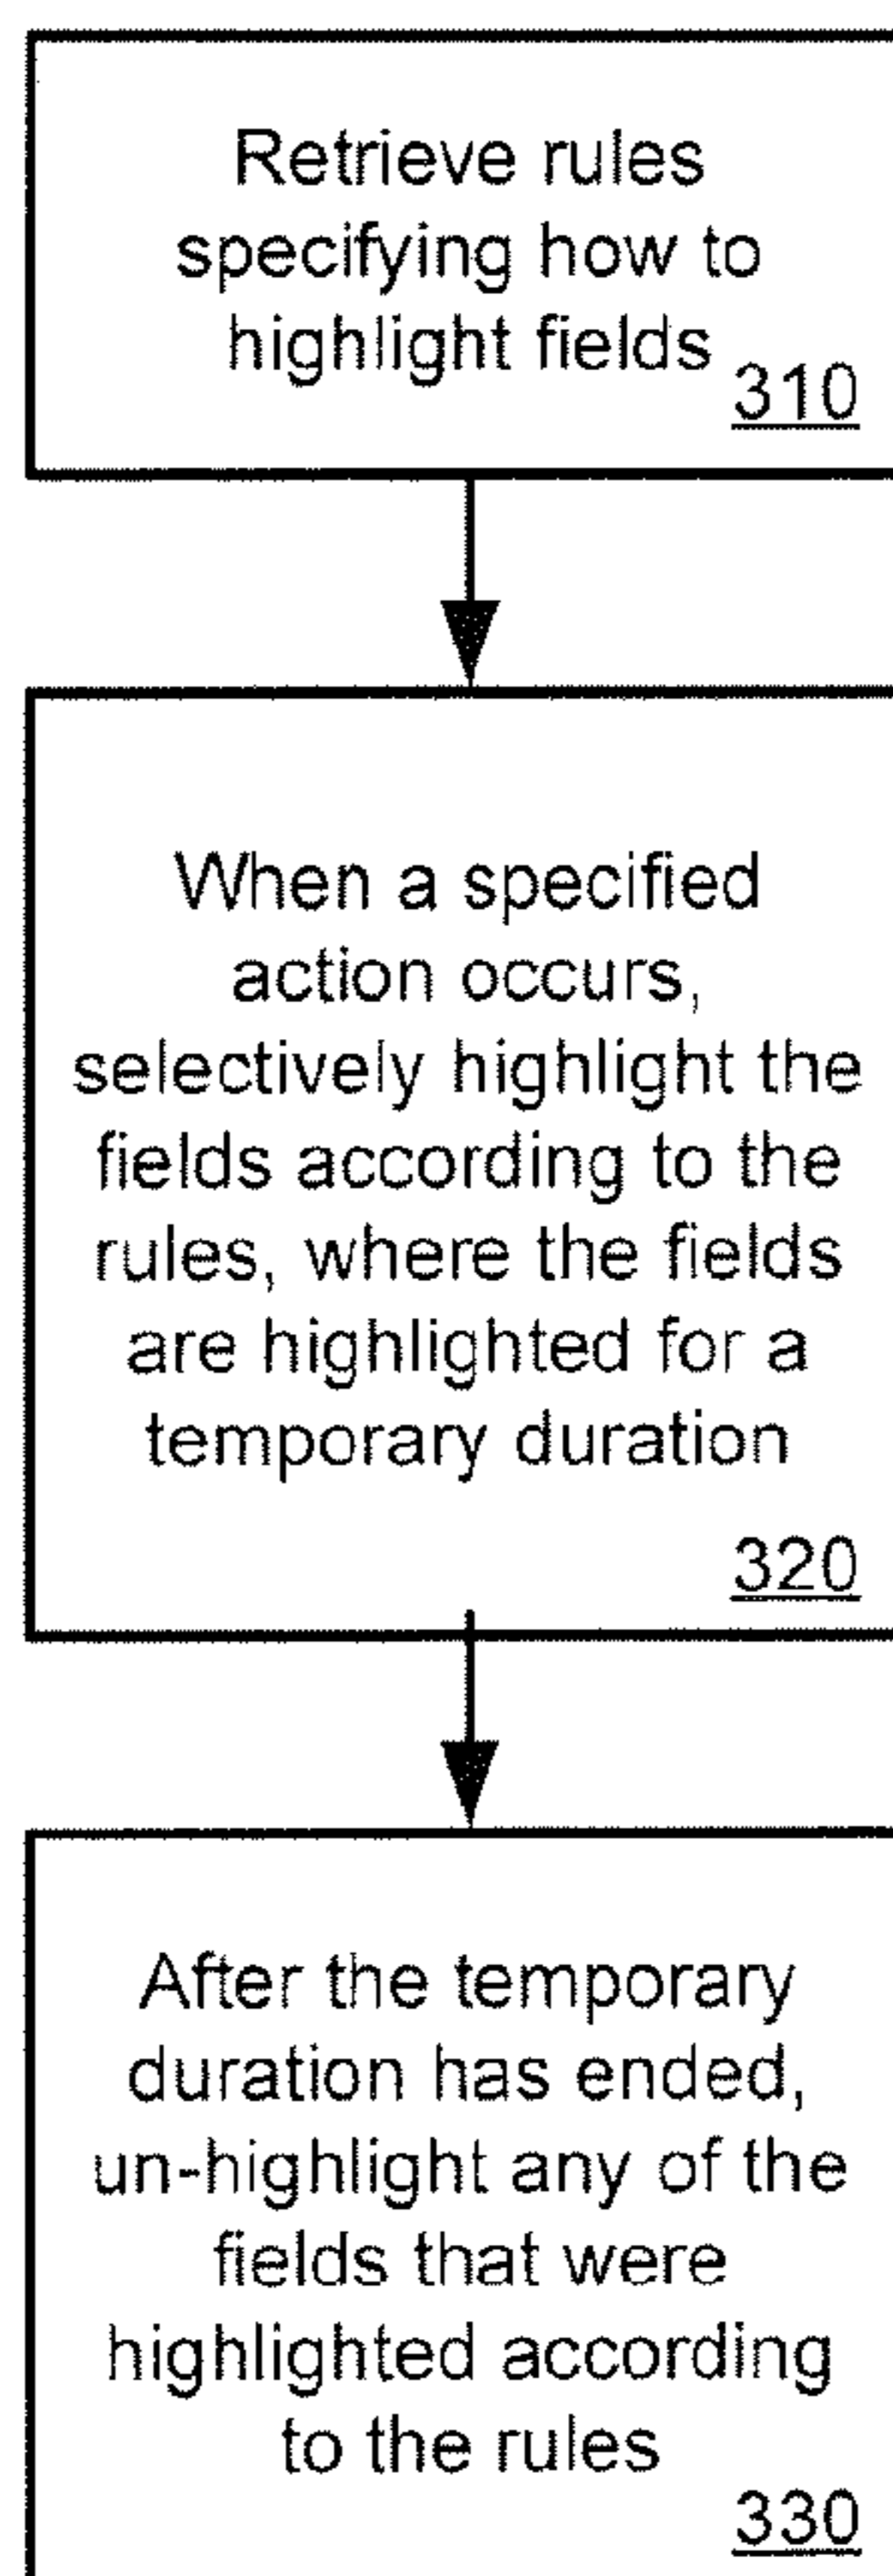 Retrieve rules
specifying how to
highlight fields
310
When a specified
action occurs,
selectively highlight the
fields according to the
rules, where the fields
are highlighted for a
temporary duration
320
After the temporary
duration has ended,
un-highlight any of the
fields that were
highlighted according
to the rules
330